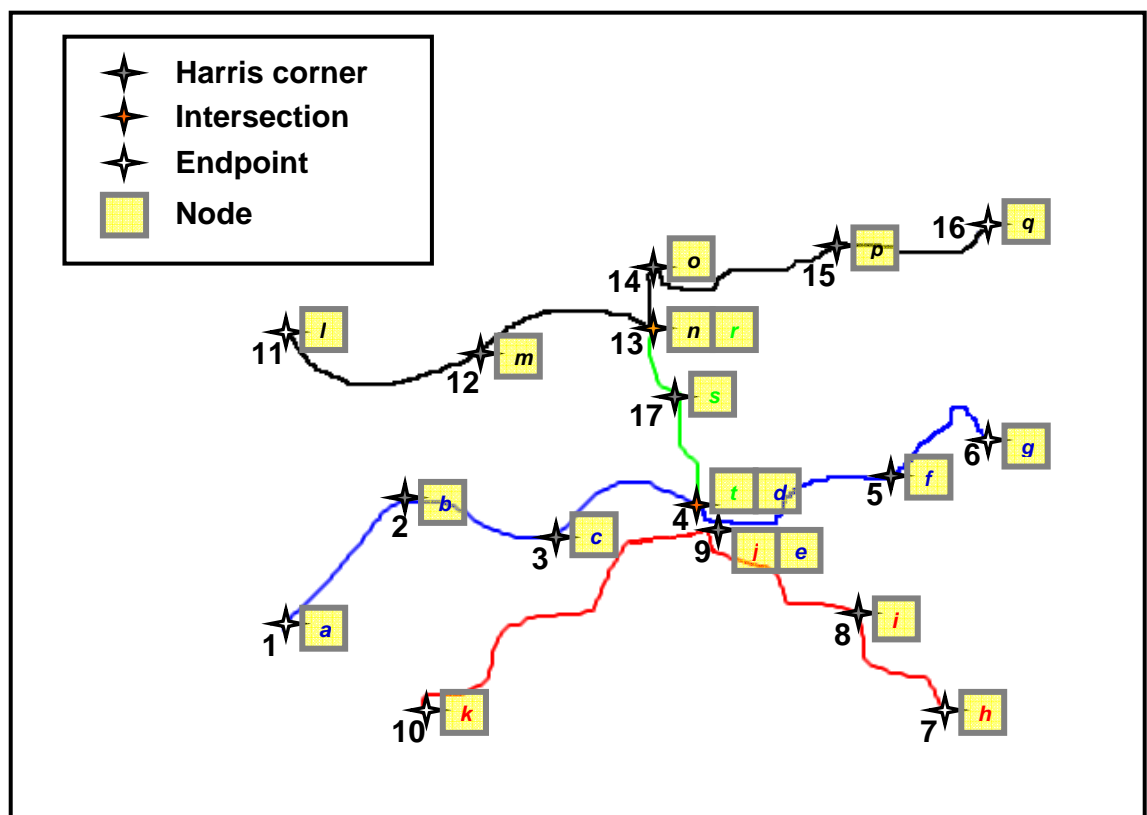 Harris corner
Intersection
Endpoint
Node
16 q
o
14 15 p
l
11 13 n r
12 m
17 s
6 g
5 f
2 b
t d
4
3 c 9 j e
1 a
8 i
10 k 7 h